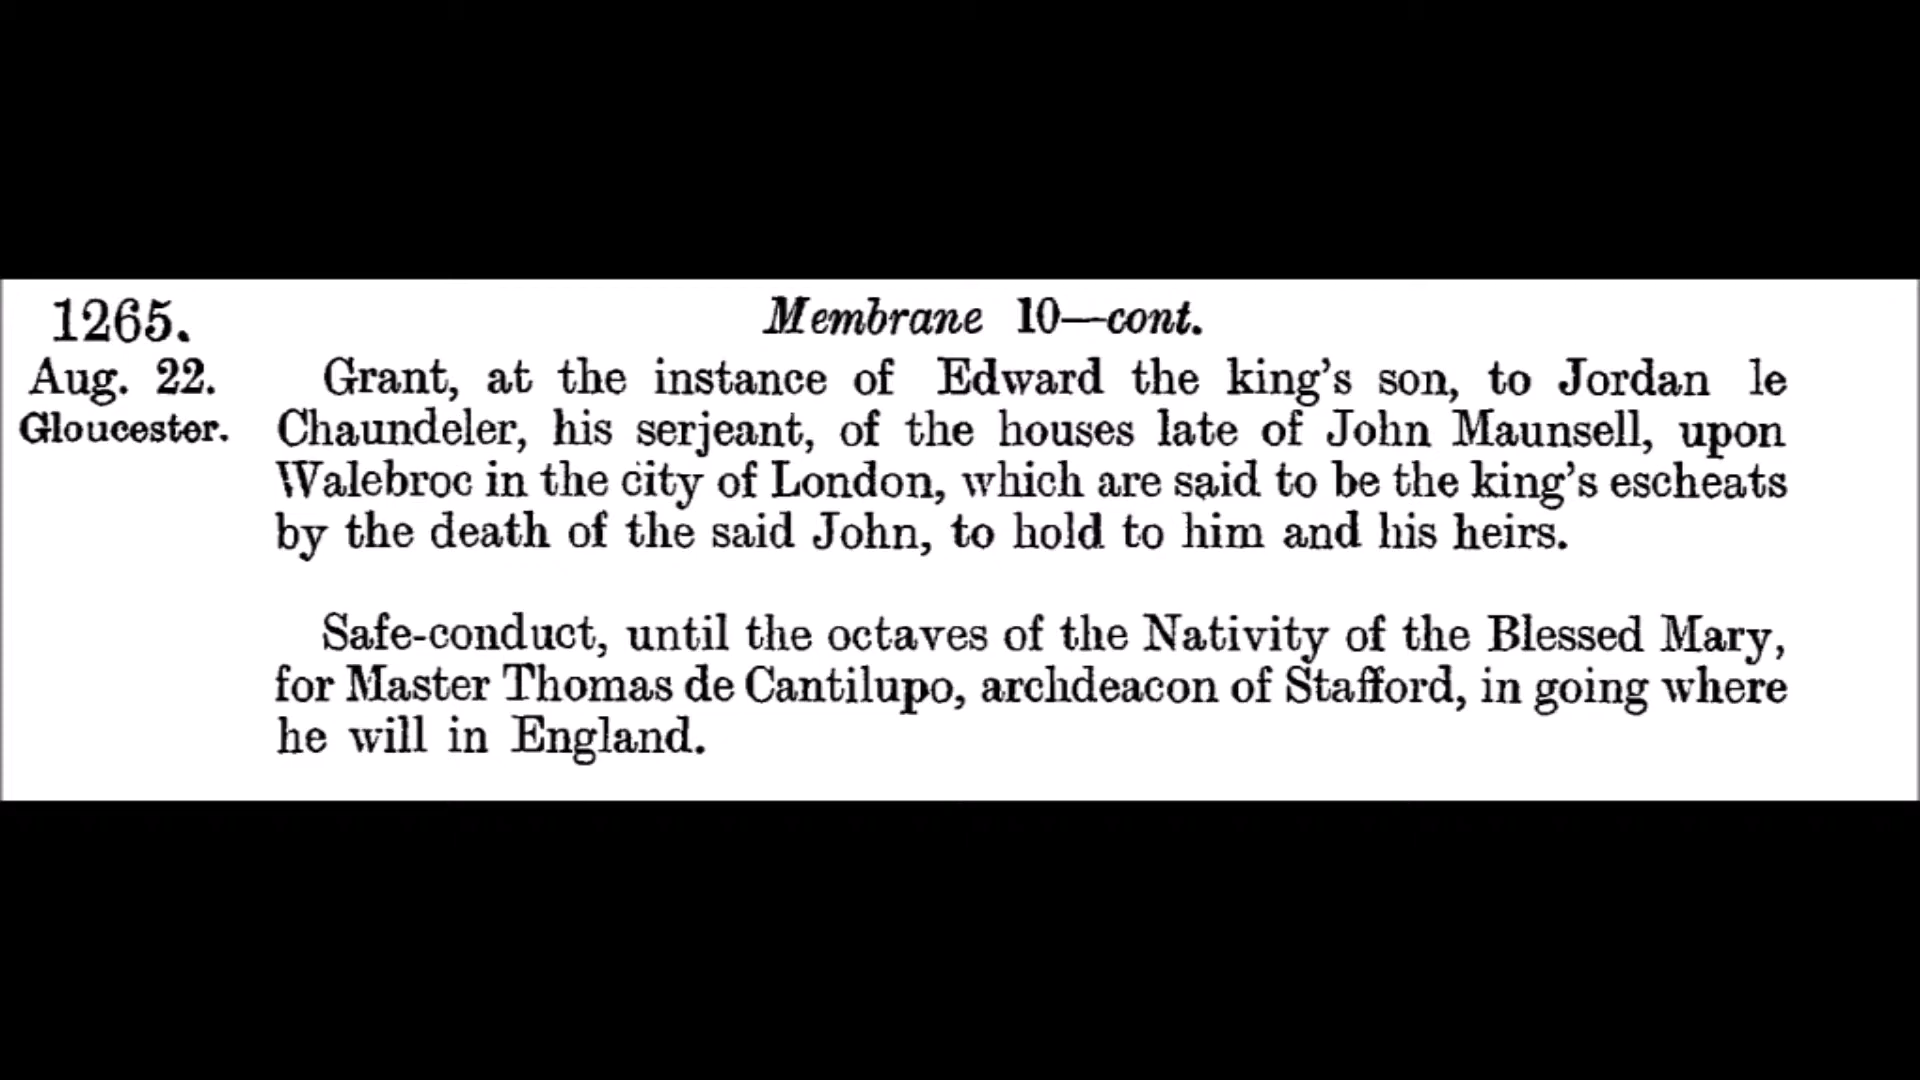 1265.
Membrane 10—cont.
Aug. 22.
Gloucester.
Grant, at the instance of Edward the king's son, to Jordan le
Chaundeler, his serjeant, of the houses late of John Maunsell, upon
Walebroc in the city of London, which are said to be the king's escheats
by the death of the said John, to hold to him and his heirs.
Safe-conduct, until the octaves of the Nativity of the Blessed Mary,
for Master Thomas de Cantilupo, archdeacon of Stafford, in going where
he will in England.